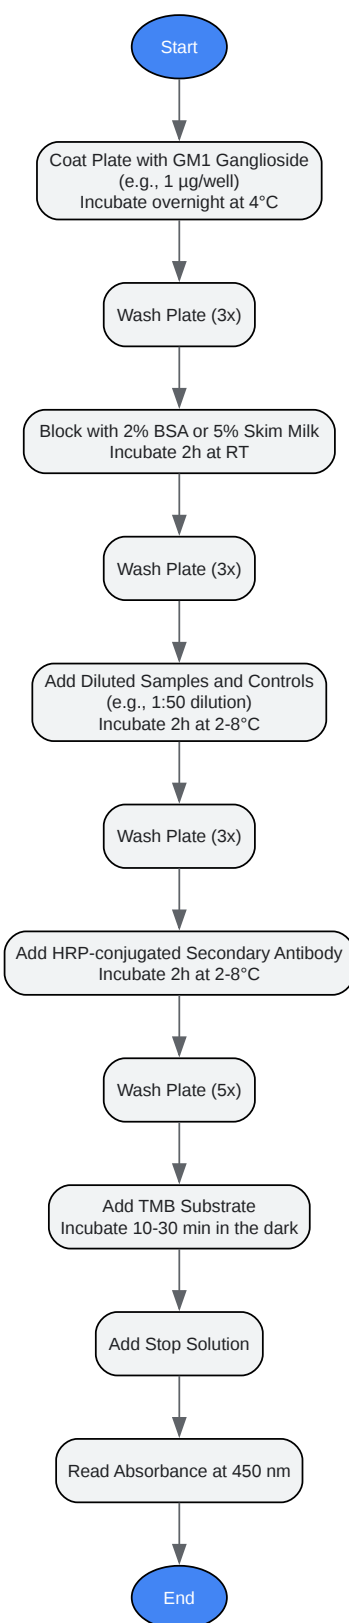 Start
Coat Plate with GM1 Ganglioside
(e.g., 1 µg/well)
Incubate overnight at 4°C
Wash Plate (3x)
Block with 2% BSA or 5% Skim Milk
Incubate 2h at RT
Wash Plate (3x)
Add Diluted Samples and Controls
(e.g., 1:50 dilution)
Incubate 2h at 2-8°C
Wash Plate (3x)
Add HRP-conjugated Secondary Antibody
Incubate 2h at 2-8°C
Wash Plate (5x)
Add TMB Substrate
Incubate 10-30 min in the dark
Add Stop Solution
Read Absorbance at 450 nm
End